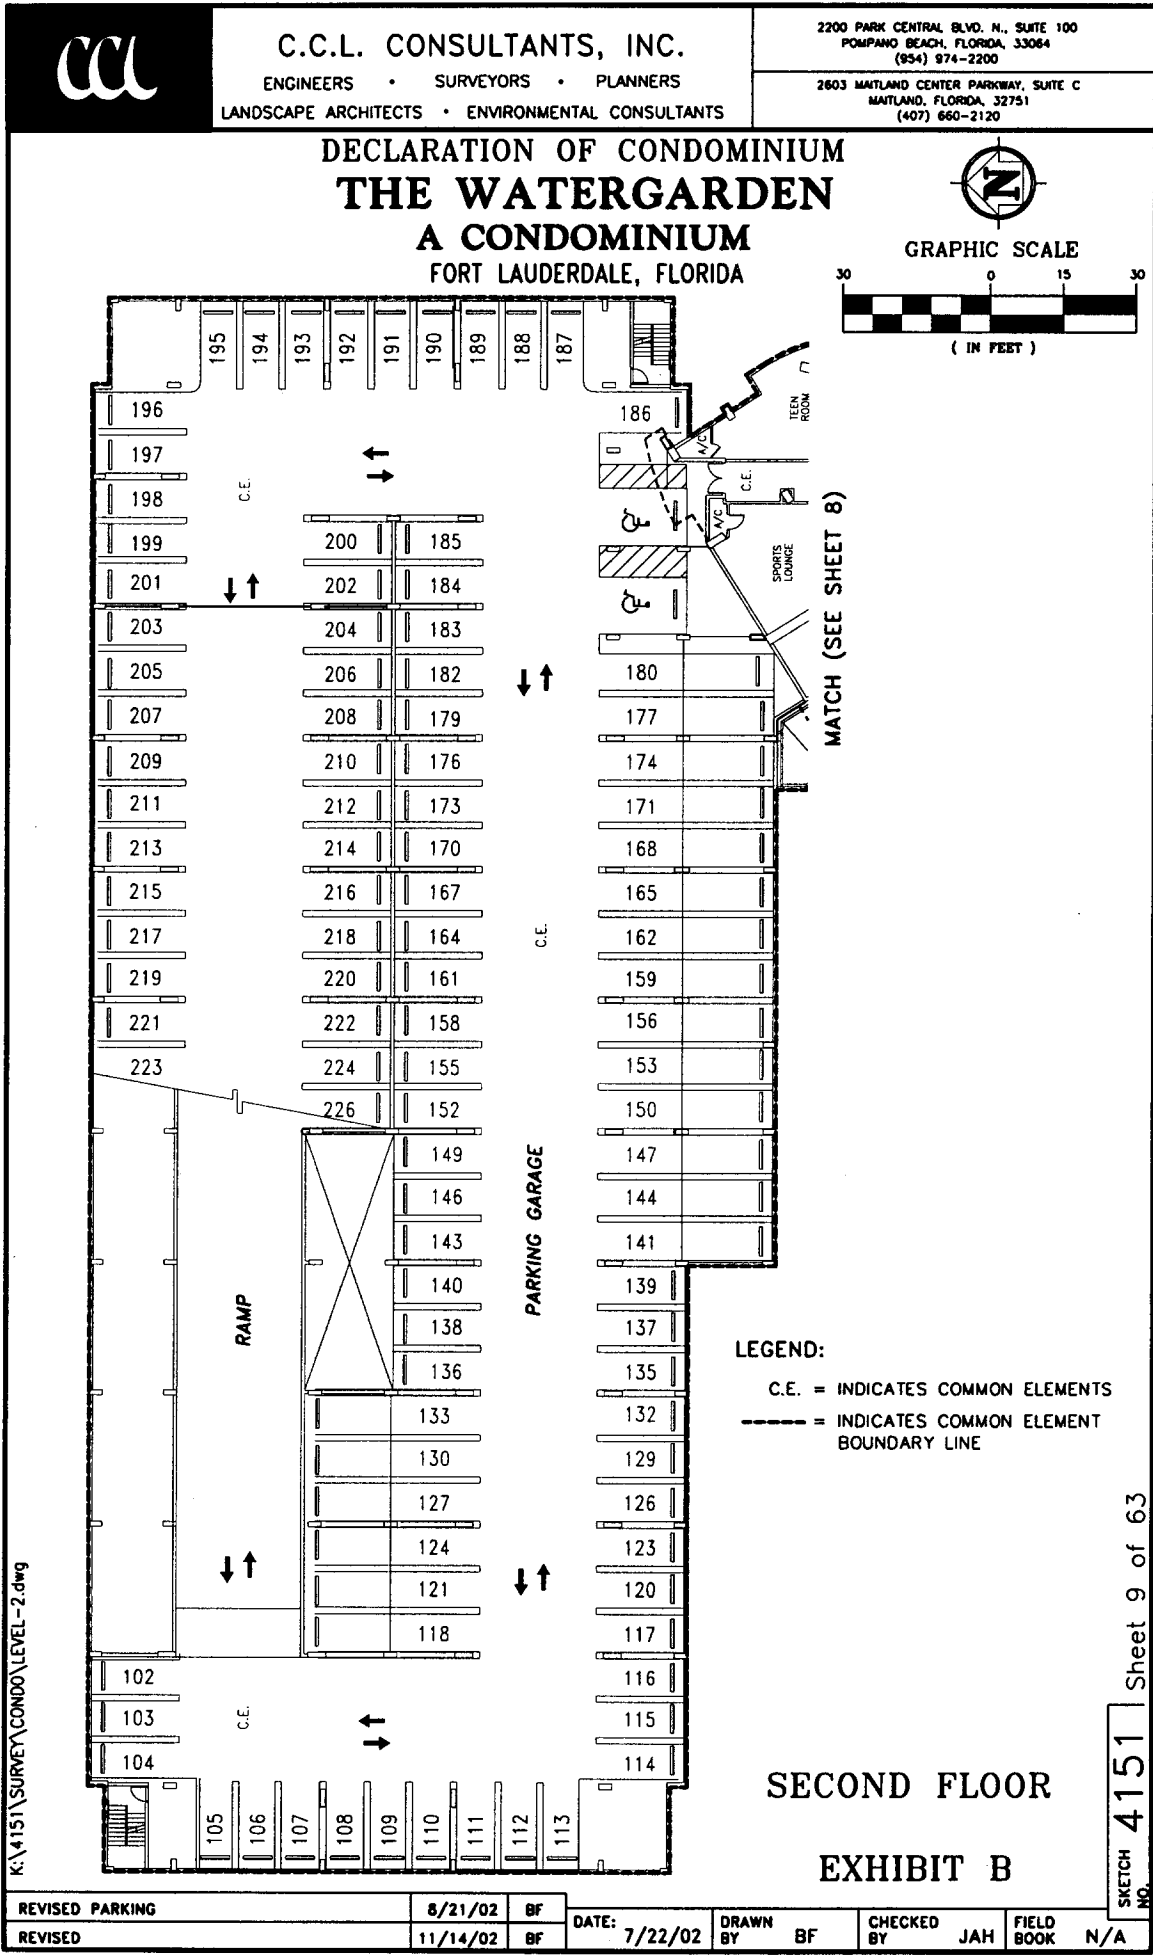 CCL
C.C.L. CONSULTANTS, INC.
ENGINEERS • SURVEYORS • PLANNERS
LANDSCAPE ARCHITECTS • ENVIRONMENTAL CONSULTANTS
2200 PARK CENTRAL BLVD. N., SUITE 100
POMPANO BEACH, FLORIDA, 33064
(954) 974-2200
2603 MAITLAND CENTER PARKWAY, SUITE C
MAITLAND, FLORIDA, 32751
(407) 660-2120
DECLARATION OF CONDOMINIUM
THE WATERGARDEN
A CONDOMINIUM
FORT LAUDERDALE, FLORIDA
N
GRAPHIC SCALE
30 0 15 30
( IN FEET )
195 194 193 192 191 190 189 188 187
196 186
197
198
199 200 185
201 202 184
203 204 183
205 206 182 180
207 208 179 177
209 210 176 174
211 212 173 171
213 214 170 168
215 216 167 165
217 218 164 162
219 220 161 159
221 222 158 156
223 224 155 153
226 152 150
149 147
146 144
143 141
140 139
138 137
136 135
133 132
130 129
127 126
124 123
121 120
118 117
102 116
103 115
104 114
105 106 107 108 109 110 111 112 113
C.E.
C.E.
C.E.
C.E.
A/C
A/C
TEEN
ROOM
SPORTS
LOUNGE
MATCH (SEE SHEET 8)
PARKING GARAGE
RAMP
LEGEND:
C.E. = INDICATES COMMON ELEMENTS
= INDICATES COMMON ELEMENT
BOUNDARY LINE
SECOND FLOOR
EXHIBIT B
K:\4151\SURVEY\CONDO\LEVEL-2.dwg
SKETCH
NO. 4151 Sheet 9 of 63
REVISED PARKING 8/21/02 BF
REVISED 11/14/02 BF
DATE: 7/22/02
DRAWN
BY BF
CHECKED
BY JAH
FIELD
BOOK N/A